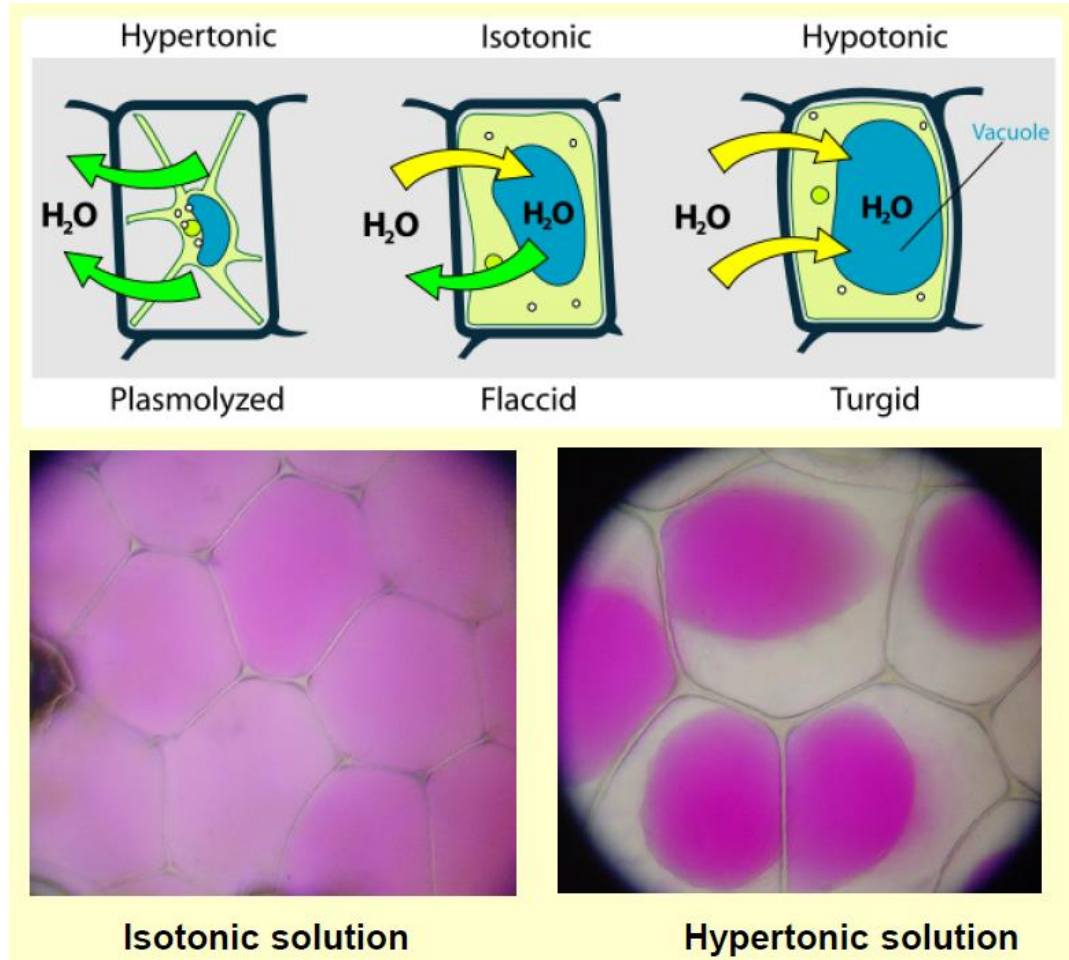 Hypertonic Isotonic Hypotonic
Vacuole
H₂O H₂O H₂O H₂O H₂O
Plasmolyzed Flaccid Turgid
Isotonic solution Hypertonic solution